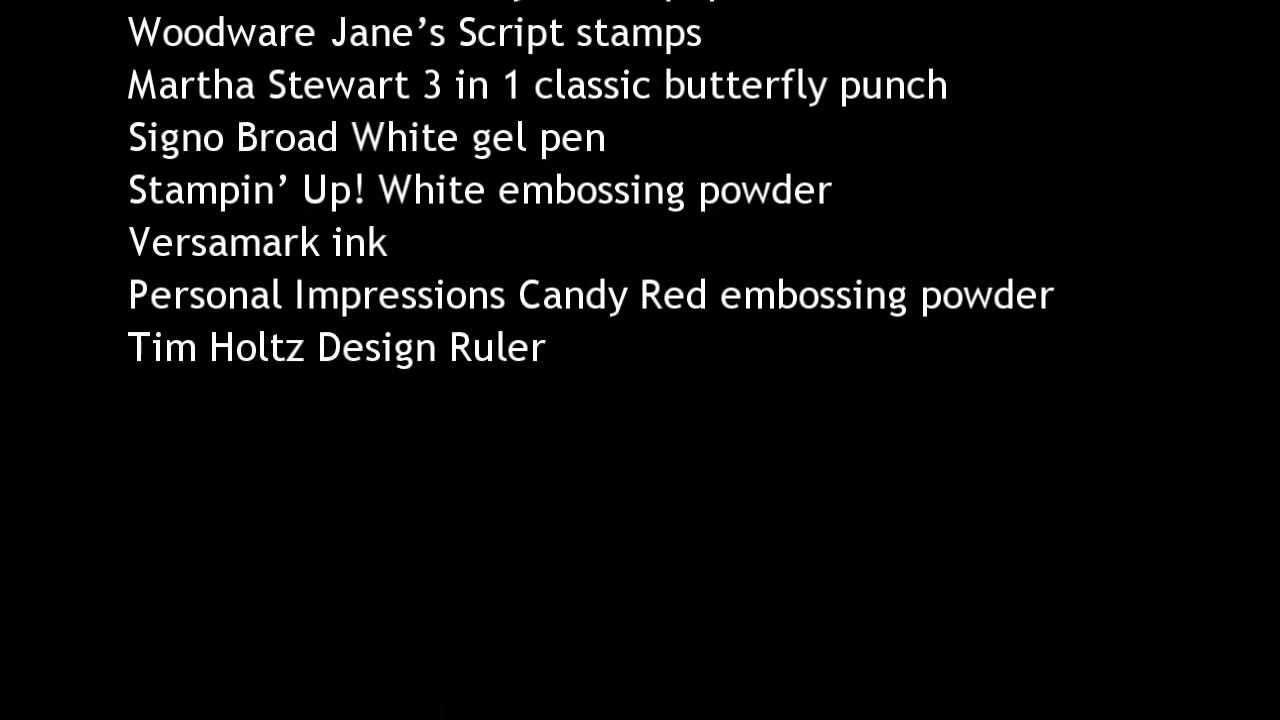 Woodware Jane’s Script stamps
Martha Stewart 3 in 1 classic butterfly punch
Signo Broad White gel pen
Stampin’ Up! White embossing powder
Versamark ink
Personal Impressions Candy Red embossing powder
Tim Holtz Design Ruler